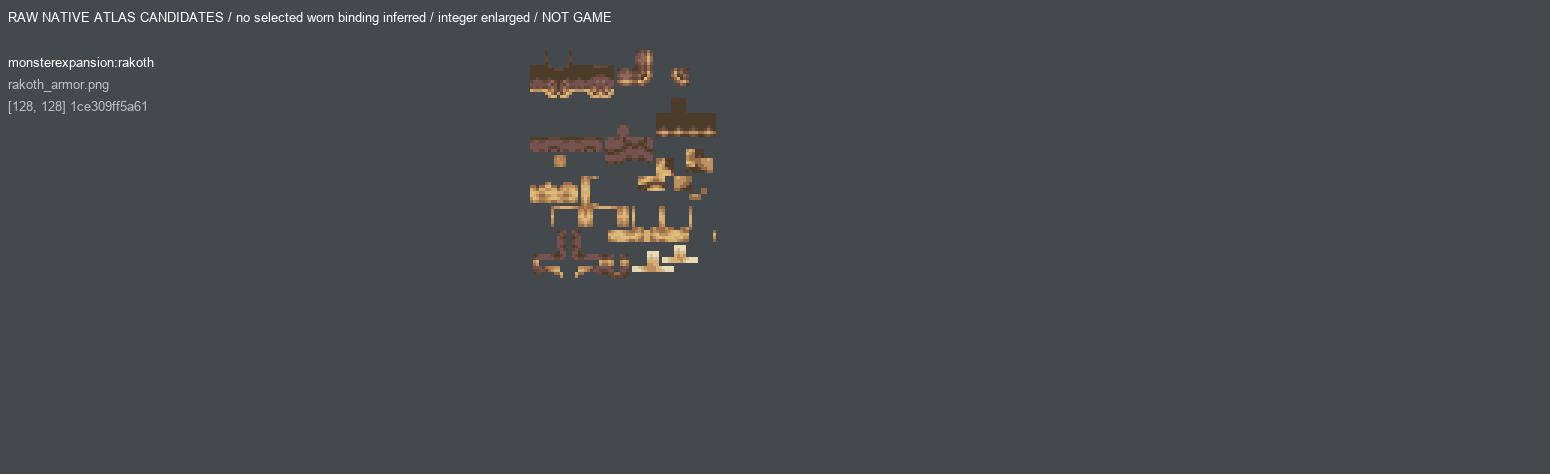 RAW NATIVE ATLAS CANDIDATES / no selected worn binding inferred / integer enlarged / NOT GAME
monsterexpansion:rakoth
rakoth_armor.png
[128, 128] 1ce309ff5a61